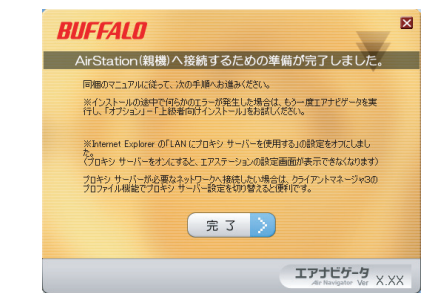 BUFFALO
AirStation(親機)へ接続するための準備が完了しました。
同梱のマニュアルに従って、次の手順へお進みください。
※インストールの途中で何らかのエラーが発生した場合は、もう一度エアナビゲータを実
行し、「オプション」-「上級者向けインストール」をお試しください。
※Internet Explorer の「LAN にプロキシ サーバーを使用する」の設定をオフにしまし
た。
(プロキシ サーバーをオンにすると、エアステーションの設定画面が表示できなくなります)
プロキシ サーバーが必要なネットワークへ接続したい場合は、クライアントマネージャ3の
プロファイル機能でプロキシ サーバー設定を切り替えると便利です。
完了
エアナビゲータ
Air Navigator Ver X.XX